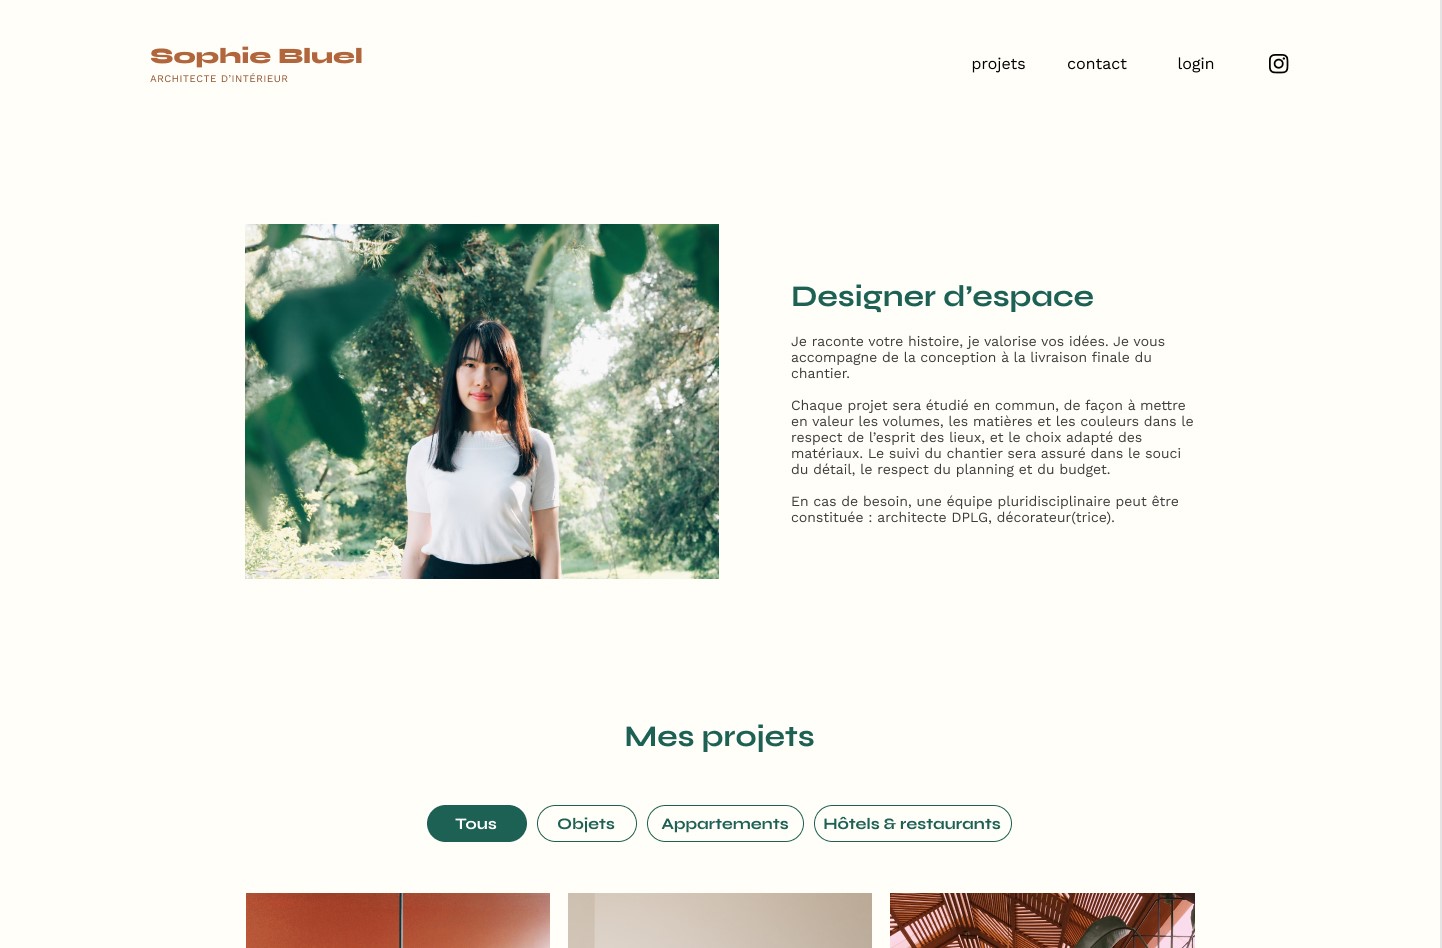 Sophie Bluel
ARCHITECTE D'INTÉRIEUR
projets
contact
login
Designer d’espace
Je raconte votre histoire, je valorise vos idées. Je vous
accompagne de la conception à la livraison finale du
chantier.
Chaque projet sera étudié en commun, de façon à mettre
en valeur les volumes, les matières et les couleurs dans le
respect de l’esprit des lieux, et le choix adapté des
matériaux. Le suivi du chantier sera assuré dans le souci
du détail, le respect du planning et du budget.
En cas de besoin, une équipe pluridisciplinaire peut être
constituée : architecte DPLG, décorateur(trice).
Mes projets
Tous
Objets
Appartements
Hôtels & restaurants